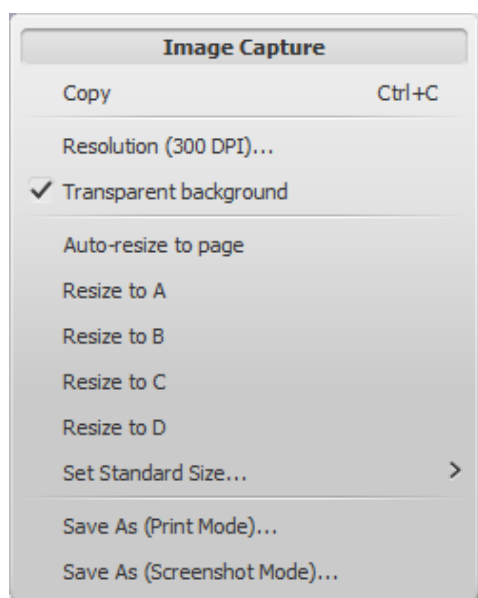 Image Capture
Copy Ctrl+C
Resolution (300 DPI)...
Transparent background
Auto-resize to page
Resize to A
Resize to B
Resize to C
Resize to D
Set Standard Size...
Save As (Print Mode)...
Save As (Screenshot Mode)...